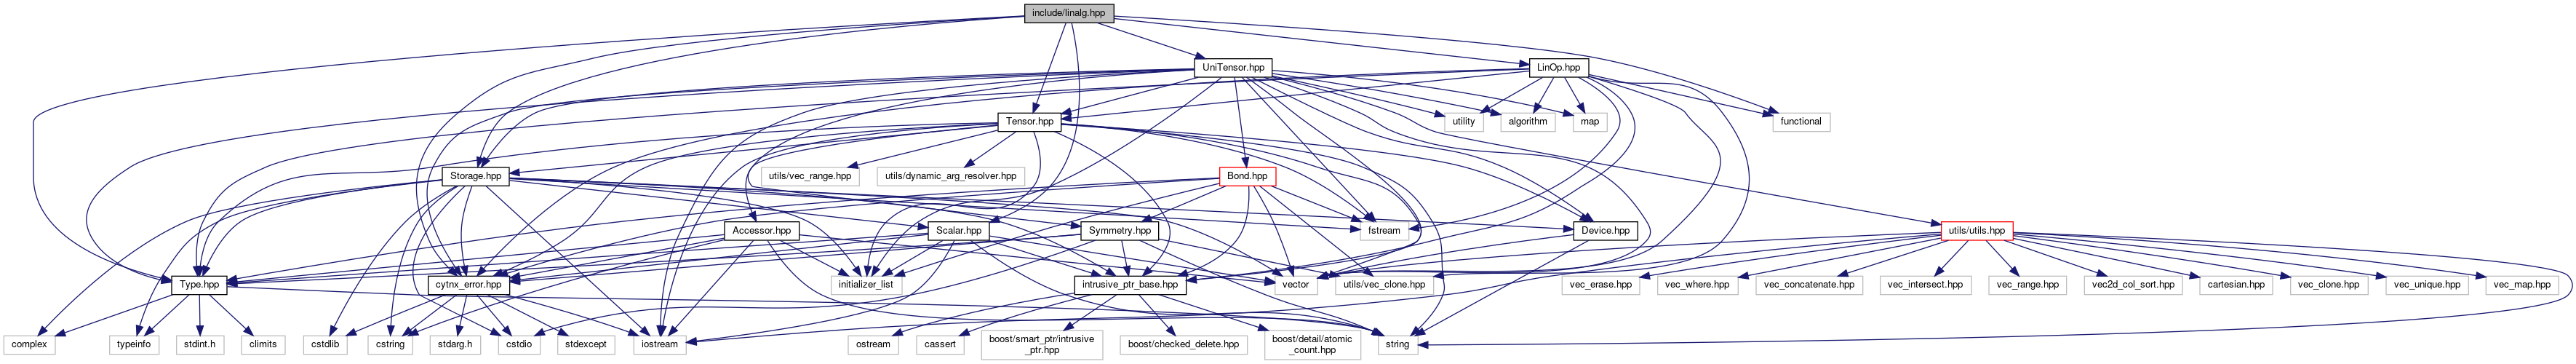 include/linalg.hpp
UniTensor.hpp
LinOp.hpp
Tensor.hpp
utility
algorithm
map
functional
Storage.hpp
utils/vec_range.hpp
utils/dynamic_arg_resolver.hpp
Bond.hpp
Accessor.hpp
Scalar.hpp
Symmetry.hpp
fstream
Device.hpp
utils/utils.hpp
Type.hpp
cytnx_error.hpp
initializer_list
intrusive_ptr_base.hpp
vector
utils/vec_clone.hpp
vec_erase.hpp
vec_where.hpp
vec_concatenate.hpp
vec_intersect.hpp
vec_range.hpp
vec2d_col_sort.hpp
cartesian.hpp
vec_clone.hpp
vec_unique.hpp
vec_map.hpp
complex
typeinfo
stdint.h
climits
cstdlib
cstring
stdarg.h
cstdio
stdexcept
iostream
ostream
cassert
boost/smart_ptr/intrusive
_ptr.hpp
boost/checked_delete.hpp
boost/detail/atomic
_count.hpp
string